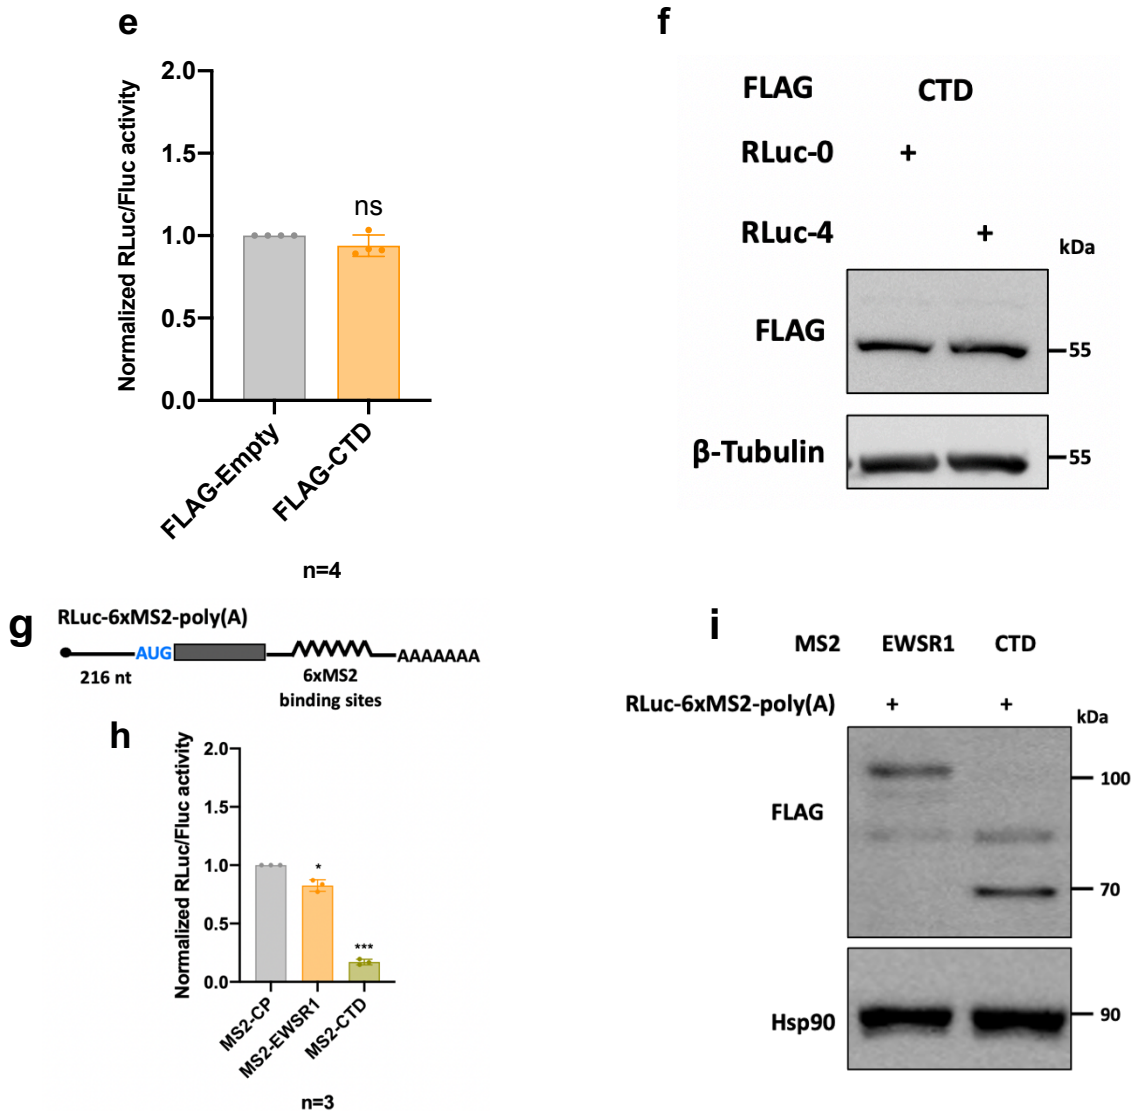 e
2.0
1.5
1.0
0.5
0.0
Normalized RLuc/Fluc activity
ns
FLAG-Empty
FLAG-CTD
n=4
f
FLAG CTD
RLuc-0 +
RLuc-4 +
kDa
FLAG
55
β-Tubulin
55
g
RLuc-6xMS2-poly(A)
AUG
AAAAAAA
216 nt
6xMS2
binding sites
h
2.0
1.5
1.0
0.5
0.0
Normalized RLuc/Fluc activity
*
***
MS2-CP
MS2-EWSR1
MS2-CTD
n=3
i
MS2 EWSR1 CTD
RLuc-6xMS2-poly(A) + +
kDa
100
FLAG
70
Hsp90
90